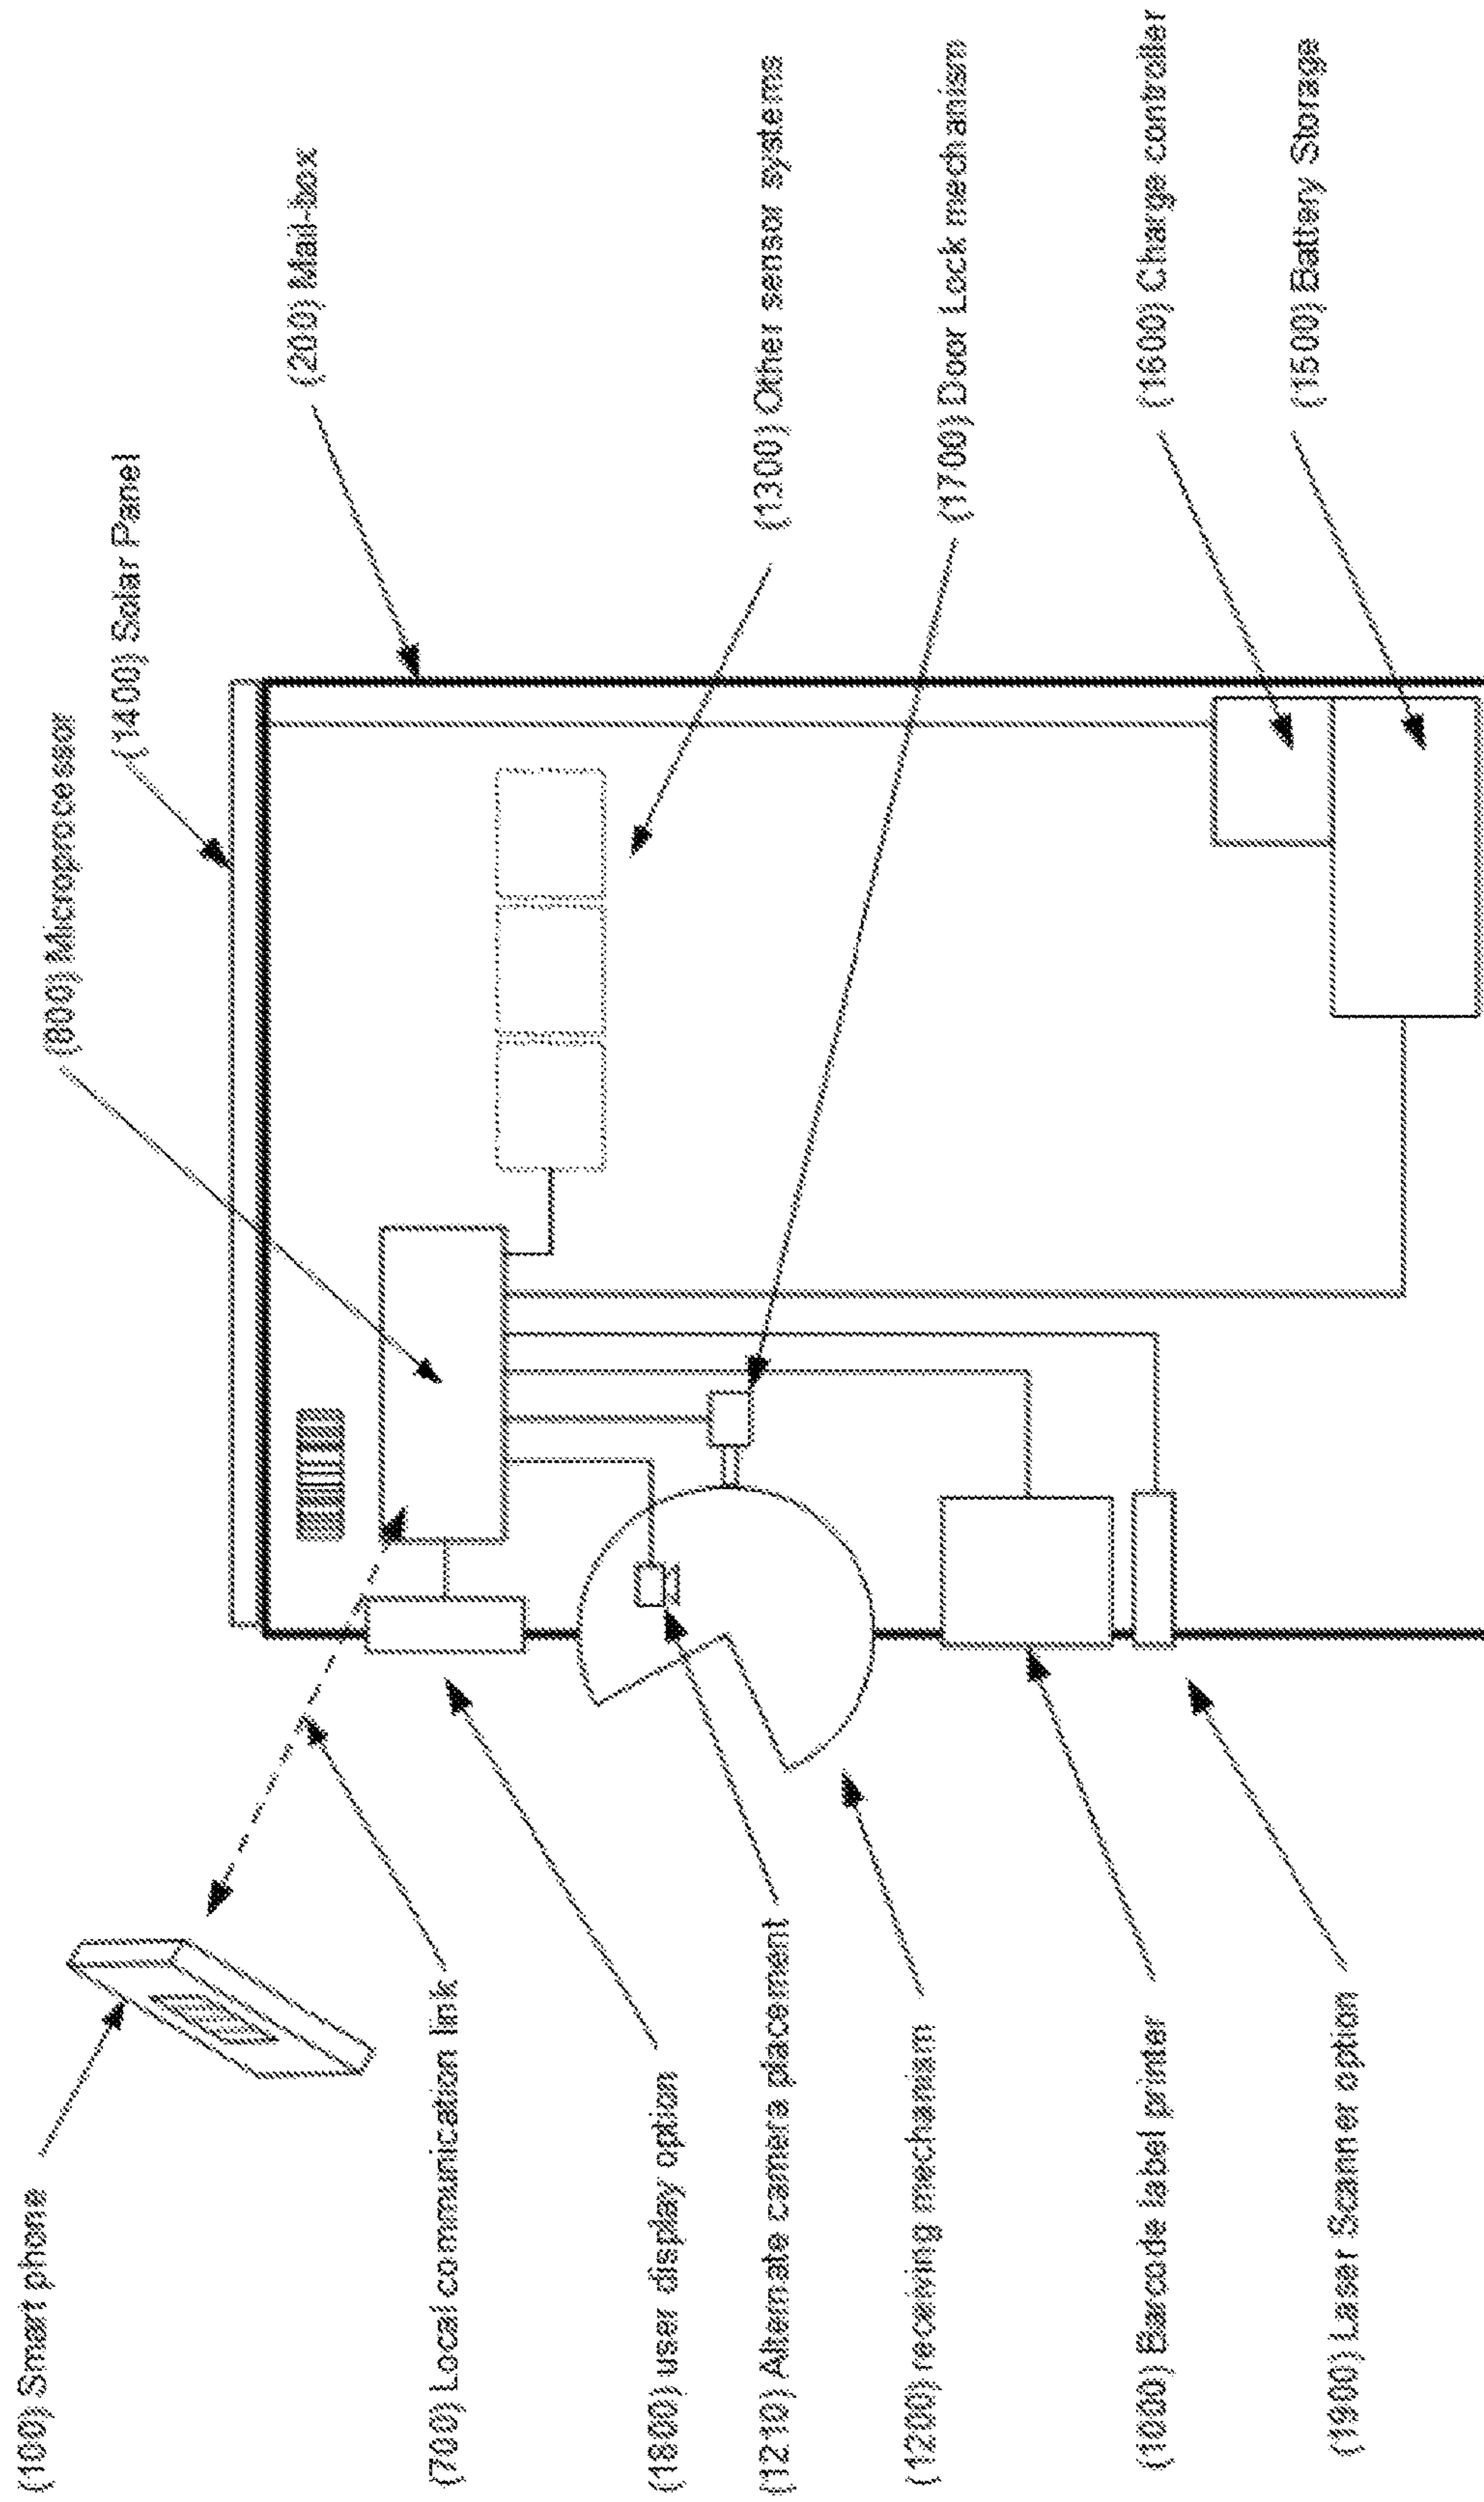 (100) Smart phone
(700) Local communication link
(1800) user display option
(1210) Alternate camera placement
(1200) receiving mechanism
(1000) Barcode label printer
(1900) Laser Scanner option
(800) Microprocessor
(1400) Solar Panel
(200) Mail-box
(1300) Other sensor systems
(1700) Door Lock mechanism
(1600) Charge controller
(1500) Battery Storage